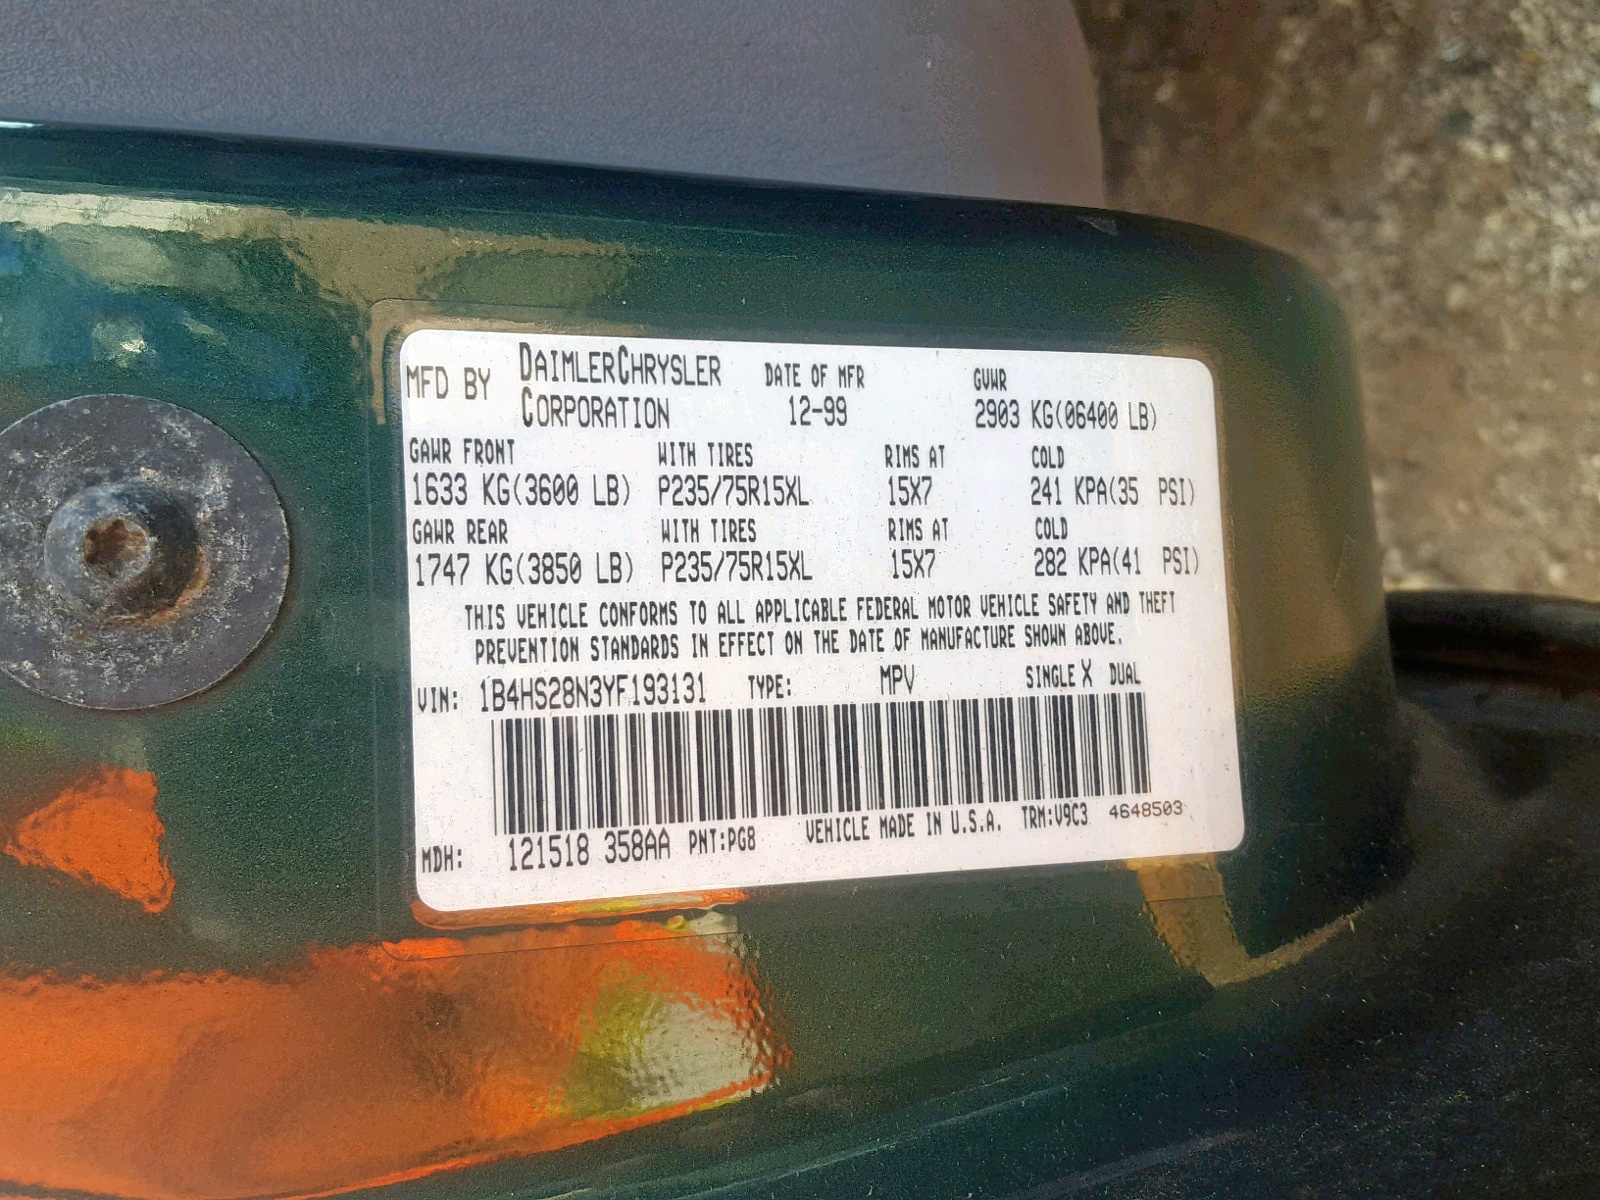 MFD BY DAIMLERCHRYSLER CORPORATION DATE OF MFR GVWR
12-99 2903 KG(06400 LB)
GAWR FRONT WITH TIRES RIMS AT COLD
1633 KG(3600 LB) P235/75R15XL 15X7 241 KPA(35 PSI)
GAWR REAR WITH TIRES RIMS AT COLD
1747 KG(3850 LB) P235/75R15XL 15X7 282 KPA(41 PSI)
THIS VEHICLE CONFORMS TO ALL APPLICABLE FEDERAL MOTOR VEHICLE SAFETY AND THEFT
PREVENTION STANDARDS IN EFFECT ON THE DATE OF MANUFACTURE SHOWN ABOVE.
VIN: 1B4HS28N3YF193131 TYPE: MPV SINGLE X DUAL
MDH: 121518 358AA PNT:PG8 VEHICLE MADE IN U.S.A. TRM:V9C3 4648503